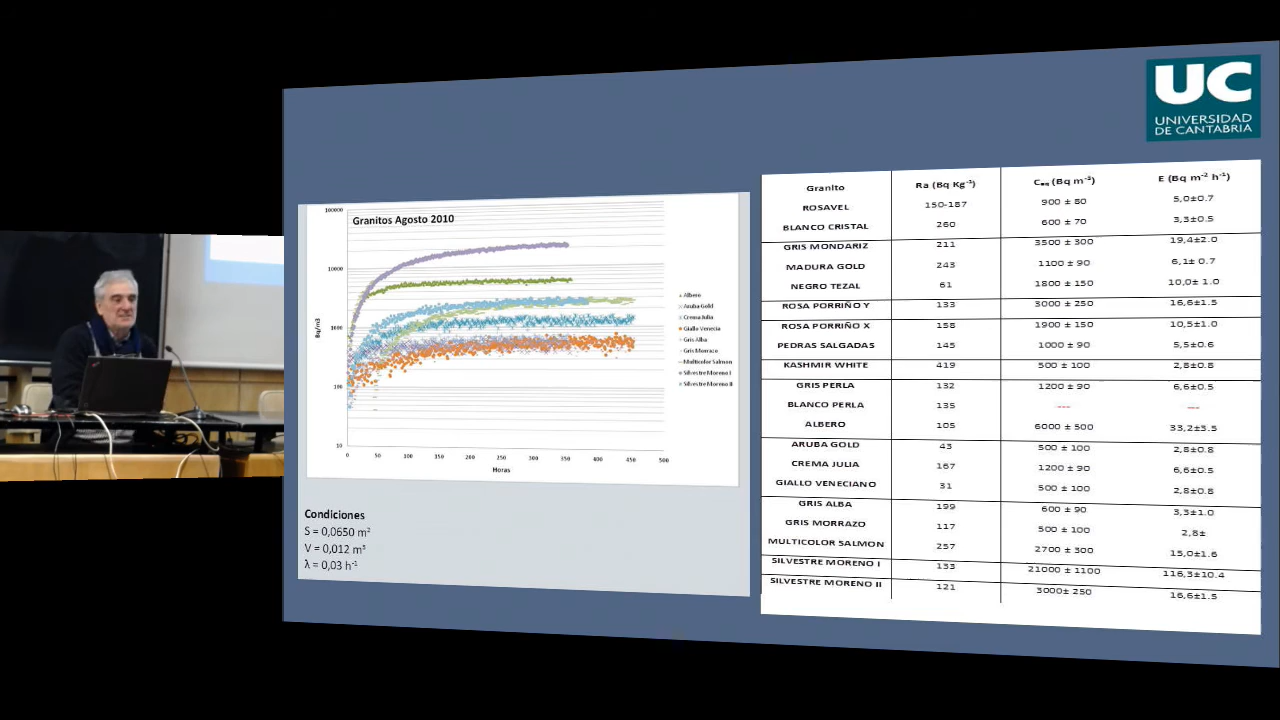 UC
UNIVERSIDAD
DE CANTABRIA
Granitos Agosto 2010
100000
10000
1000
100
10
Bq/m3
0 50 100 150 200 250 300 350 400 450 500
Horas
Albero
Aruba Gold
Crema Julia
Giallo Venecia
Gris Alba
Gris Morrazo
Multicolor Salmon
Silvestre Moreno I
Silvestre Moreno II
Condiciones
S = 0,0650 m²
V = 0,012 m³
λ = 0,03 h⁻¹
Granito Ra (Bq Kg⁻¹) Ceq (Bq m⁻³) E (Bq m⁻² h⁻¹)
ROSAVEL 150-187 900 ± 80 5,0±0.7
BLANCO CRISTAL 260 600 ± 70 3,3±0.5
GRIS MONDARIZ 211 3500 ± 300 19,4±2.0
MADURA GOLD 243 1100 ± 90 6,1± 0.7
NEGRO TEZAL 61 1800 ± 150 10,0± 1.0
ROSA PORRIÑO Y 133 3000 ± 250 16,6±1.5
ROSA PORRIÑO X 158 1900 ± 150 10,5±1.0
PEDRAS SALGADAS 145 1000 ± 90 5,5±0.6
KASHMIR WHITE 419 500 ± 100 2,8±0.8
GRIS PERLA 132 1200 ± 90 6,6±0.5
BLANCO PERLA 135 --- ---
ALBERO 105 6000 ± 500 33,2±3.5
ARUBA GOLD 43 500 ± 100 2,8±0.8
CREMA JULIA 167 1200 ± 90 6,6±0.5
GIALLO VENECIANO 31 500 ± 100 2,8±0.8
GRIS ALBA 199 600 ± 90 3,3±1.0
GRIS MORRAZO 117 500 ± 100 2,8±
MULTICOLOR SALMON 257 2700 ± 300 15,0±1.6
SILVESTRE MORENO I 133 21000 ± 1100 116,3±10.4
SILVESTRE MORENO II 121 3000± 250 16,6±1.5